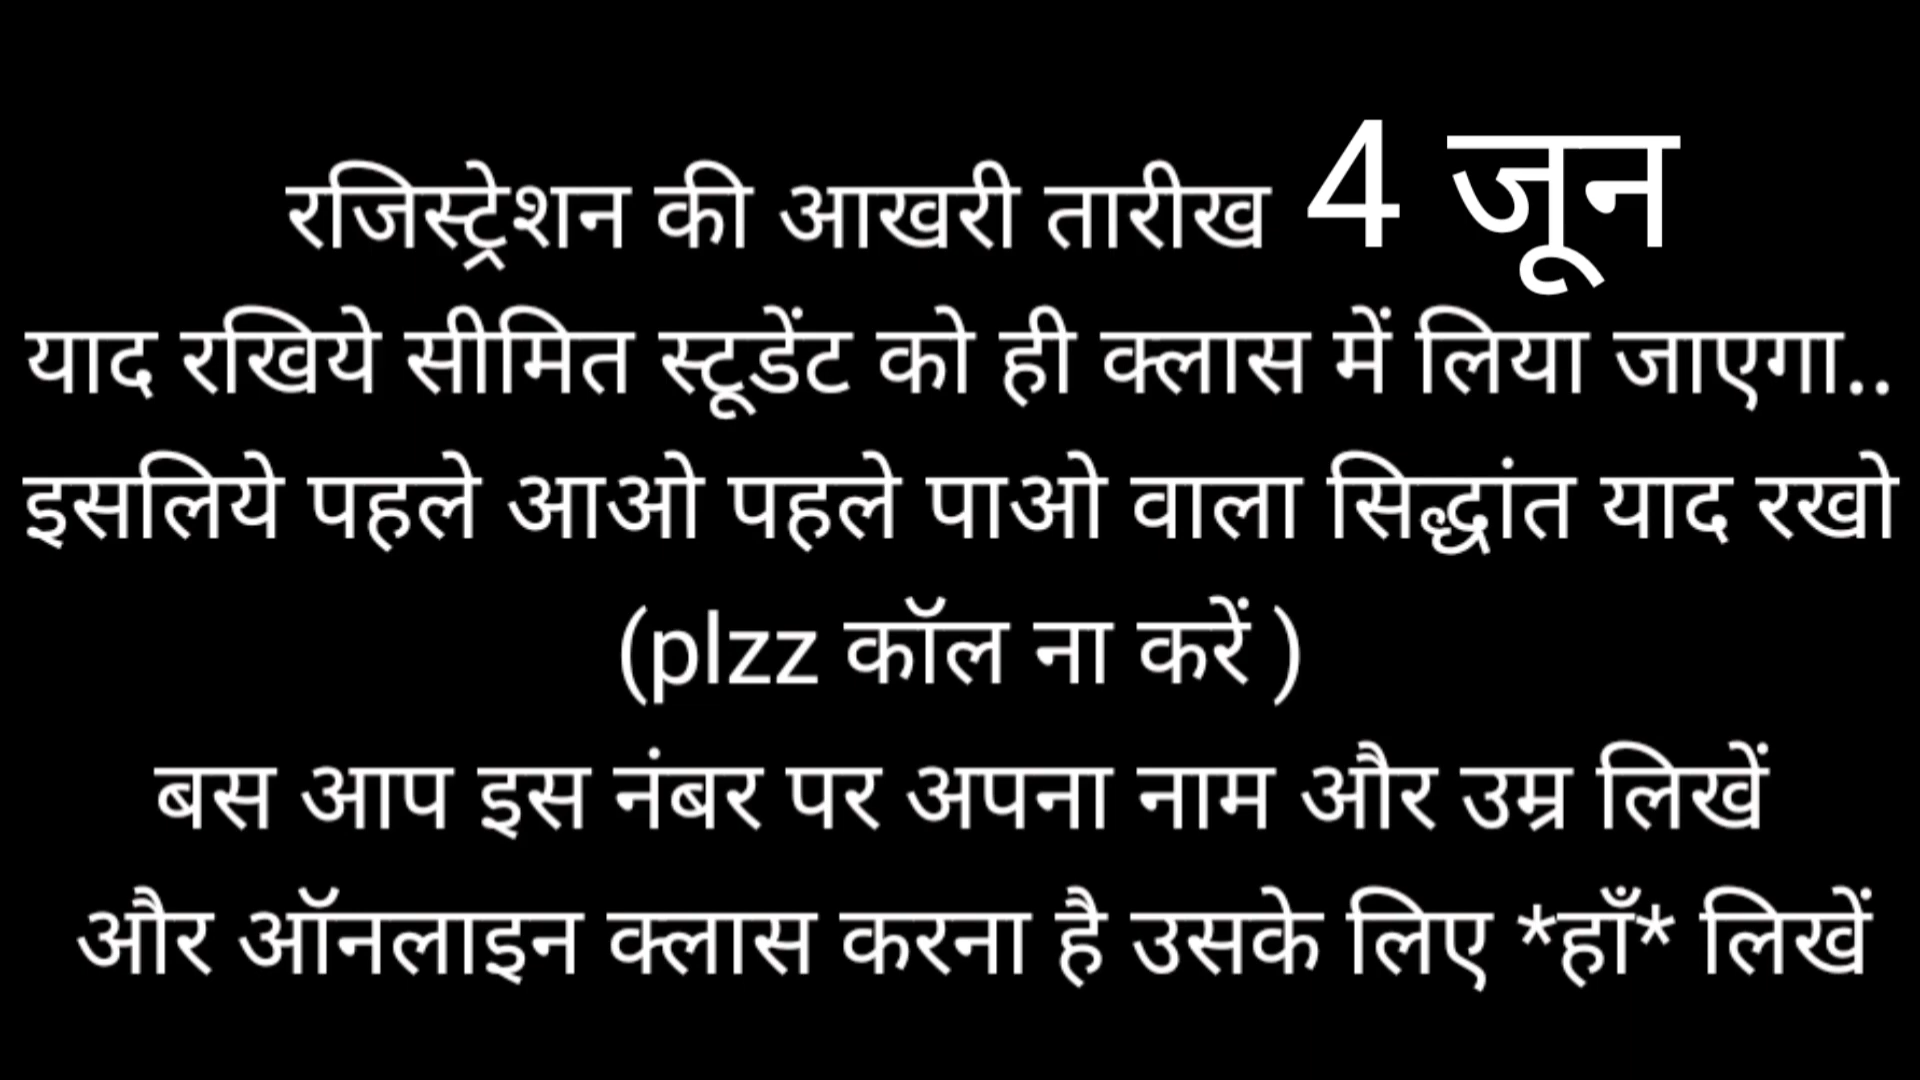 रजिस्ट्रेशन की आखरी तारीख 4 जून
याद रखिये सीमित स्टूडेंट को ही क्लास में लिया जाएगा..
इसलिये पहले आओ पहले पाओ वाला सिद्धांत याद रखो
(plzz कॉल ना करें )
बस आप इस नंबर पर अपना नाम और उम्र लिखें
और ऑनलाइन क्लास करना है उसके लिए *हाँ* लिखें